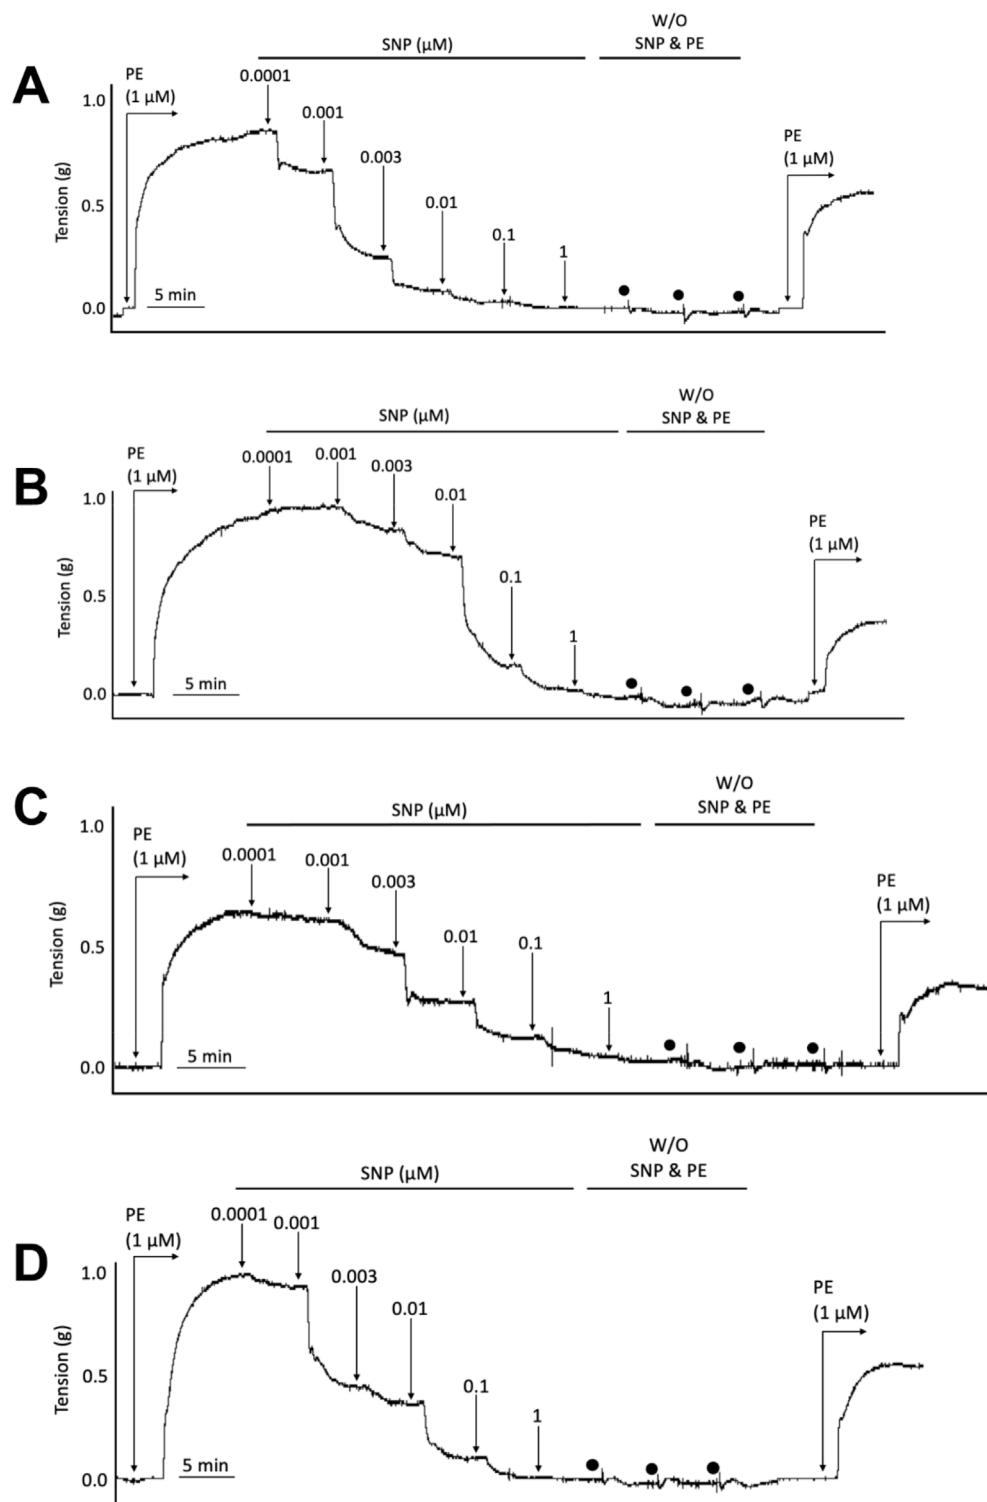 W/O
SNP (μM)
SNP & PE
A
PE
(1 μM)
0.0001
0.001
0.003
0.01
0.1
1
PE
(1 μM)
1.0
0.5
0.0
Tension (g)
5 min
W/O
SNP (μM)
SNP & PE
B
PE
(1 μM)
0.0001
0.001
0.003
0.01
0.1
1
PE
(1 μM)
1.0
0.5
0.0
Tension (g)
5 min
W/O
SNP (μM)
SNP & PE
C
PE
(1 μM)
0.0001
0.001
0.003
0.01
0.1
1
PE
(1 μM)
1.0
0.5
0.0
Tension (g)
5 min
W/O
SNP (μM)
SNP & PE
D
PE
(1 μM)
0.0001
0.001
0.003
0.01
0.1
1
PE
(1 μM)
1.0
0.5
0.0
Tension (g)
5 min